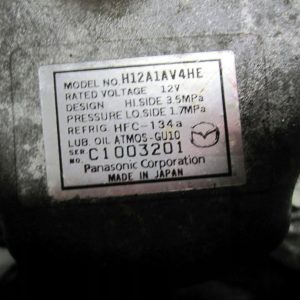 MODEL NO. H12A1AV4HE
RATED VOLTAGE 12V
DESIGN HI.SIDE 3.5MPa
PRESSURE LO.SIDE 1.7MPa
REFRIG HFC-134a
LUB. OIL ATMOS-GU10
SER. NO. C1003201
Panasonic Corporation
MADE IN JAPAN